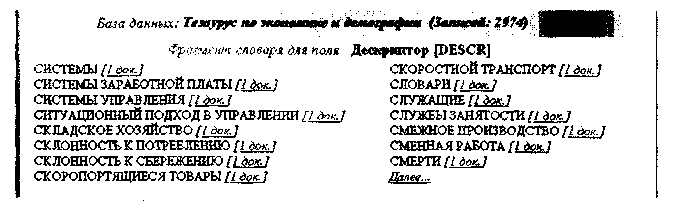 База данных: Тезаурус по экономике и демографии (Записей: 2974)
Фрагмент словаря для поля Дескриптор [DESCR]
СИСТЕМЫ [1 док.]
СИСТЕМЫ ЗАРАБОТНОЙ ПЛАТЫ [1 док.]
СИСТЕМЫ УПРАВЛЕНИЯ [1 док.]
СИТУАЦИОННЫЙ ПОДХОД В УПРАВЛЕНИИ [1 док.]
СКЛАДСКОЕ ХОЗЯЙСТВО [1 док.]
СКЛОННОСТЬ К ПОТРЕБЛЕНИЮ [1 док.]
СКЛОННОСТЬ К СБЕРЕЖЕНИЮ [1 док.]
СКОРОПОРТЯЩИЕСЯ ТОВАРЫ [1 док.]
СКОРОСТНОЙ ТРАНСПОРТ [1 док.]
СЛОВАРИ [1 док.]
СЛУЖАЩИЕ [1 док.]
СЛУЖБЫ ЗАНЯТОСТИ [1 док.]
СМЕЖНОЕ ПРОИЗВОДСТВО [1 док.]
СМЕННАЯ РАБОТА [1 док.]
СМЕРТИ [1 док.]
Далее...